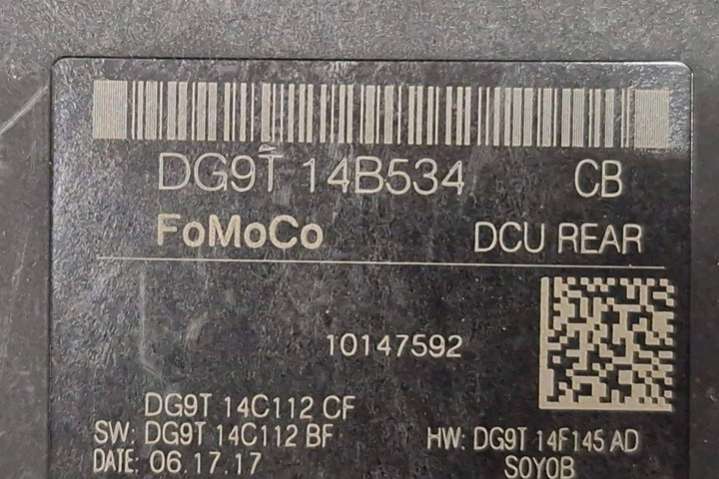 DG9T 14B534 CB
FoMoCo DCU REAR
10147592
DG9T 14C112 CF
SW: DG9T 14C112 BF HW: DG9T 14F145 AD
DATE: 06.17.17 S0Y0B